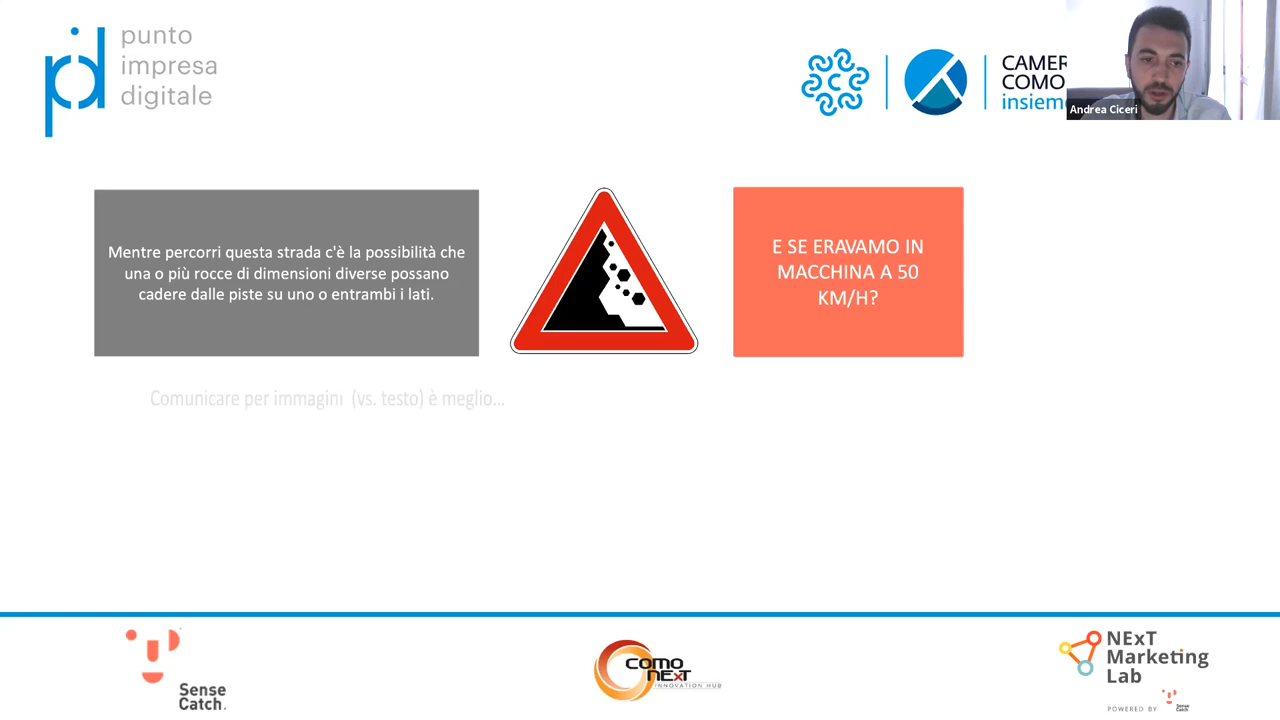 punto
impresa
digitale
CAMER
COMO
insiem
Andrea Ciceri
Mentre percorri questa strada c'è la possibilità che
una o più rocce di dimensioni diverse possano
cadere dalle piste su uno o entrambi i lati.
E SE ERAVAMO IN
MACCHINA A 50
KM/H?
Comunicare per immagini (vs. testo) è meglio...
Sense
Catch.
COMO
NExT
INNOVATION HUB
NExT
Marketing
Lab
POWERED BY
Sense
Catch